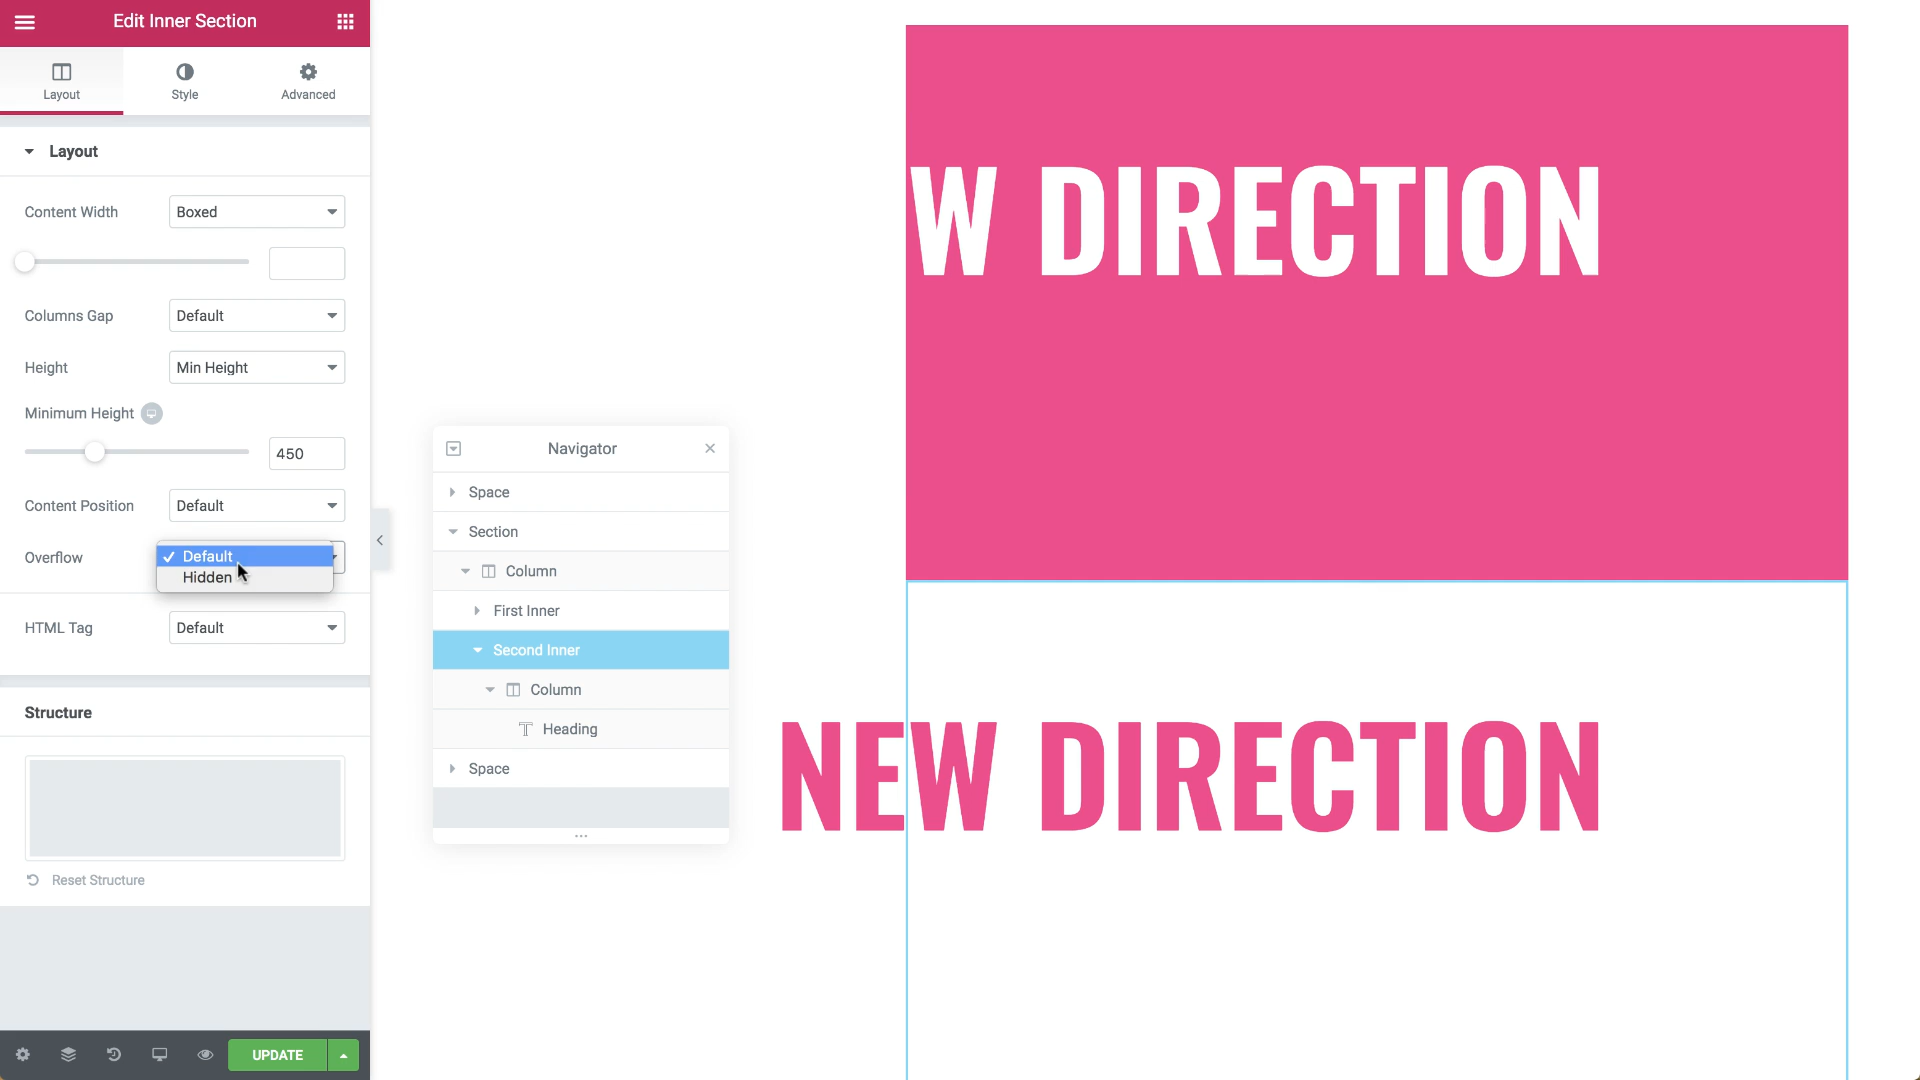 Edit Inner Section
Layout
Style
Advanced
Layout
Content Width
Boxed
Columns Gap
Default
Height
Min Height
Minimum Height
450
Content Position
Default
Overflow
Default
Hidden
HTML Tag
Default
Structure
Reset Structure
UPDATE
Navigator
Space
Section
Column
First Inner
Second Inner
Column
Heading
Space
W DIRECTION
NEW DIRECTION